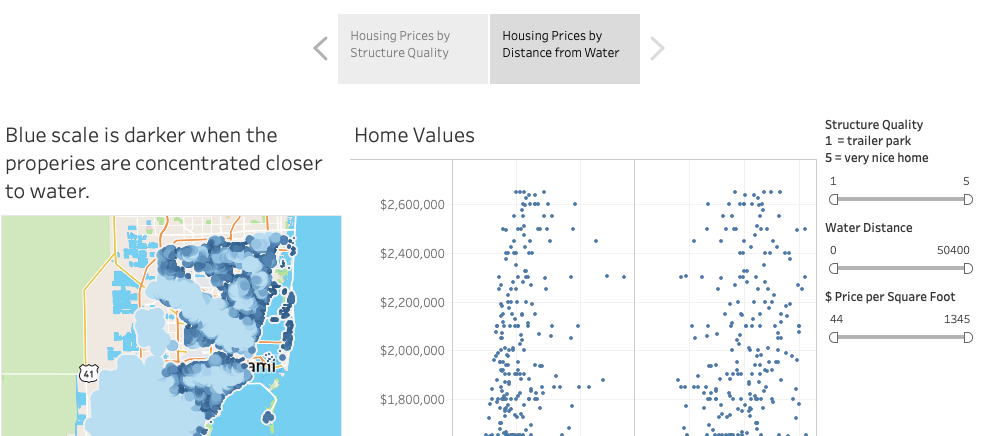 Housing Prices by
Structure Quality
Housing Prices by
Distance from Water
Blue scale is darker when the
properies are concentrated closer
to water.
Home Values
$2,600,000
$2,400,000
$2,200,000
$2,000,000
$1,800,000
Structure Quality
1 = trailer park
5 = very nice home
1 5
Water Distance
0 50400
$ Price per Square Foot
44 1345
41
ami